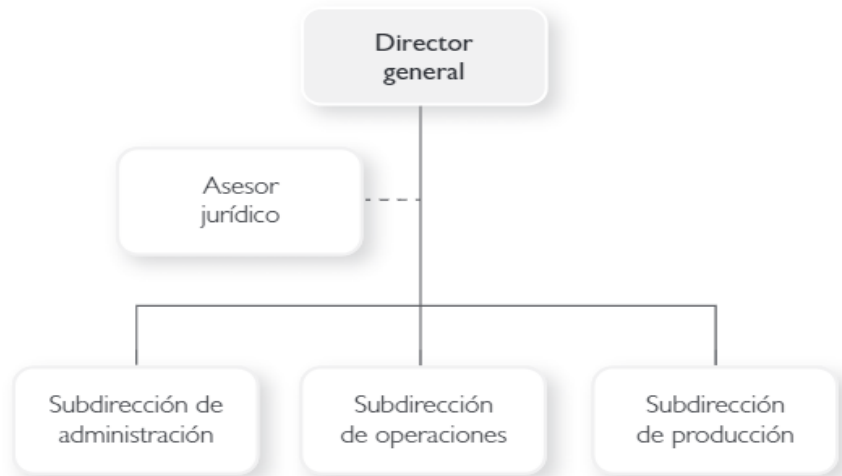 Director
general
Asesor
jurídico
Subdirección de
administración
Subdirección
de operaciones
Subdirección
de producción